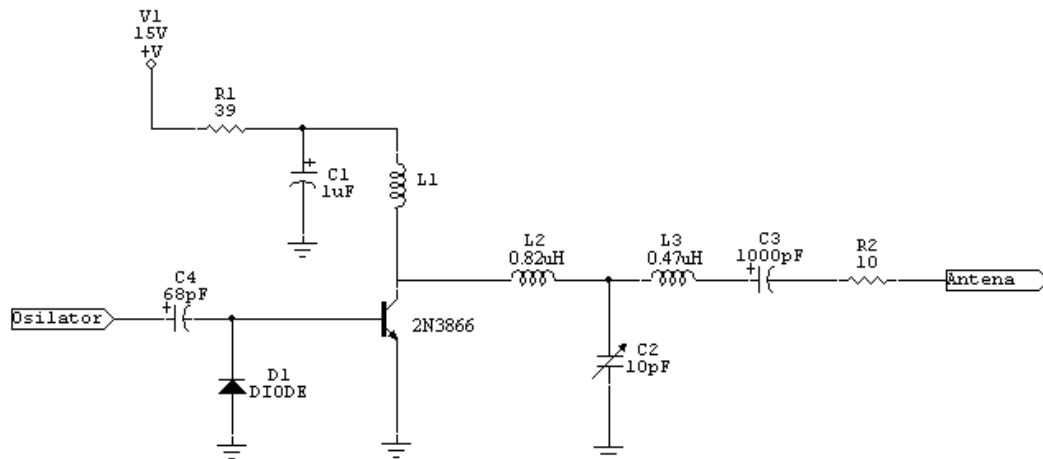 V1
15V
+V
R1
39
+
C1
1uF
L1
L2
0.82uH
L3
0.47uH
C3
1000pF
+
R2
10
Antena
C4
68pF
+
Osilator
2N3866
D1
DIODE
C2
10pF